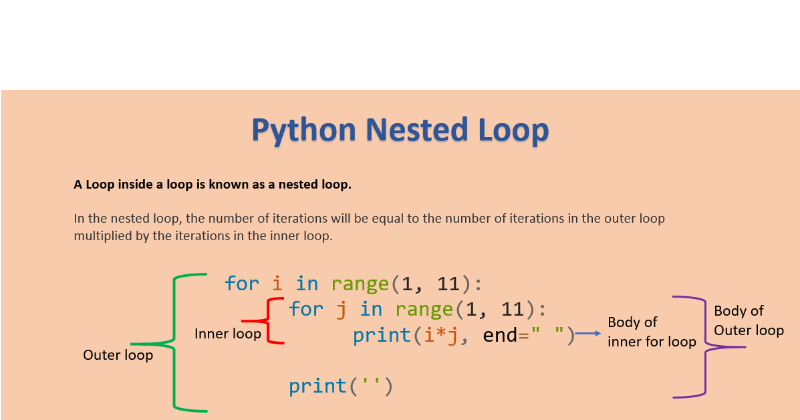 Python Nested Loop
A Loop inside a loop is known as a nested loop.
In the nested loop, the number of iterations will be equal to the number of iterations in the outer loop
multiplied by the iterations in the inner loop.
for i in range(1, 11):
for j in range(1, 11):
print(i*j, end=" ")
print('')
Outer loop
Inner loop
Body of
inner for loop
Body of
Outer loop